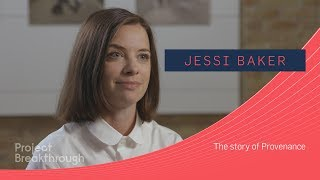 JESSI BAKER
The story of Provenance
Project
Breakthrough